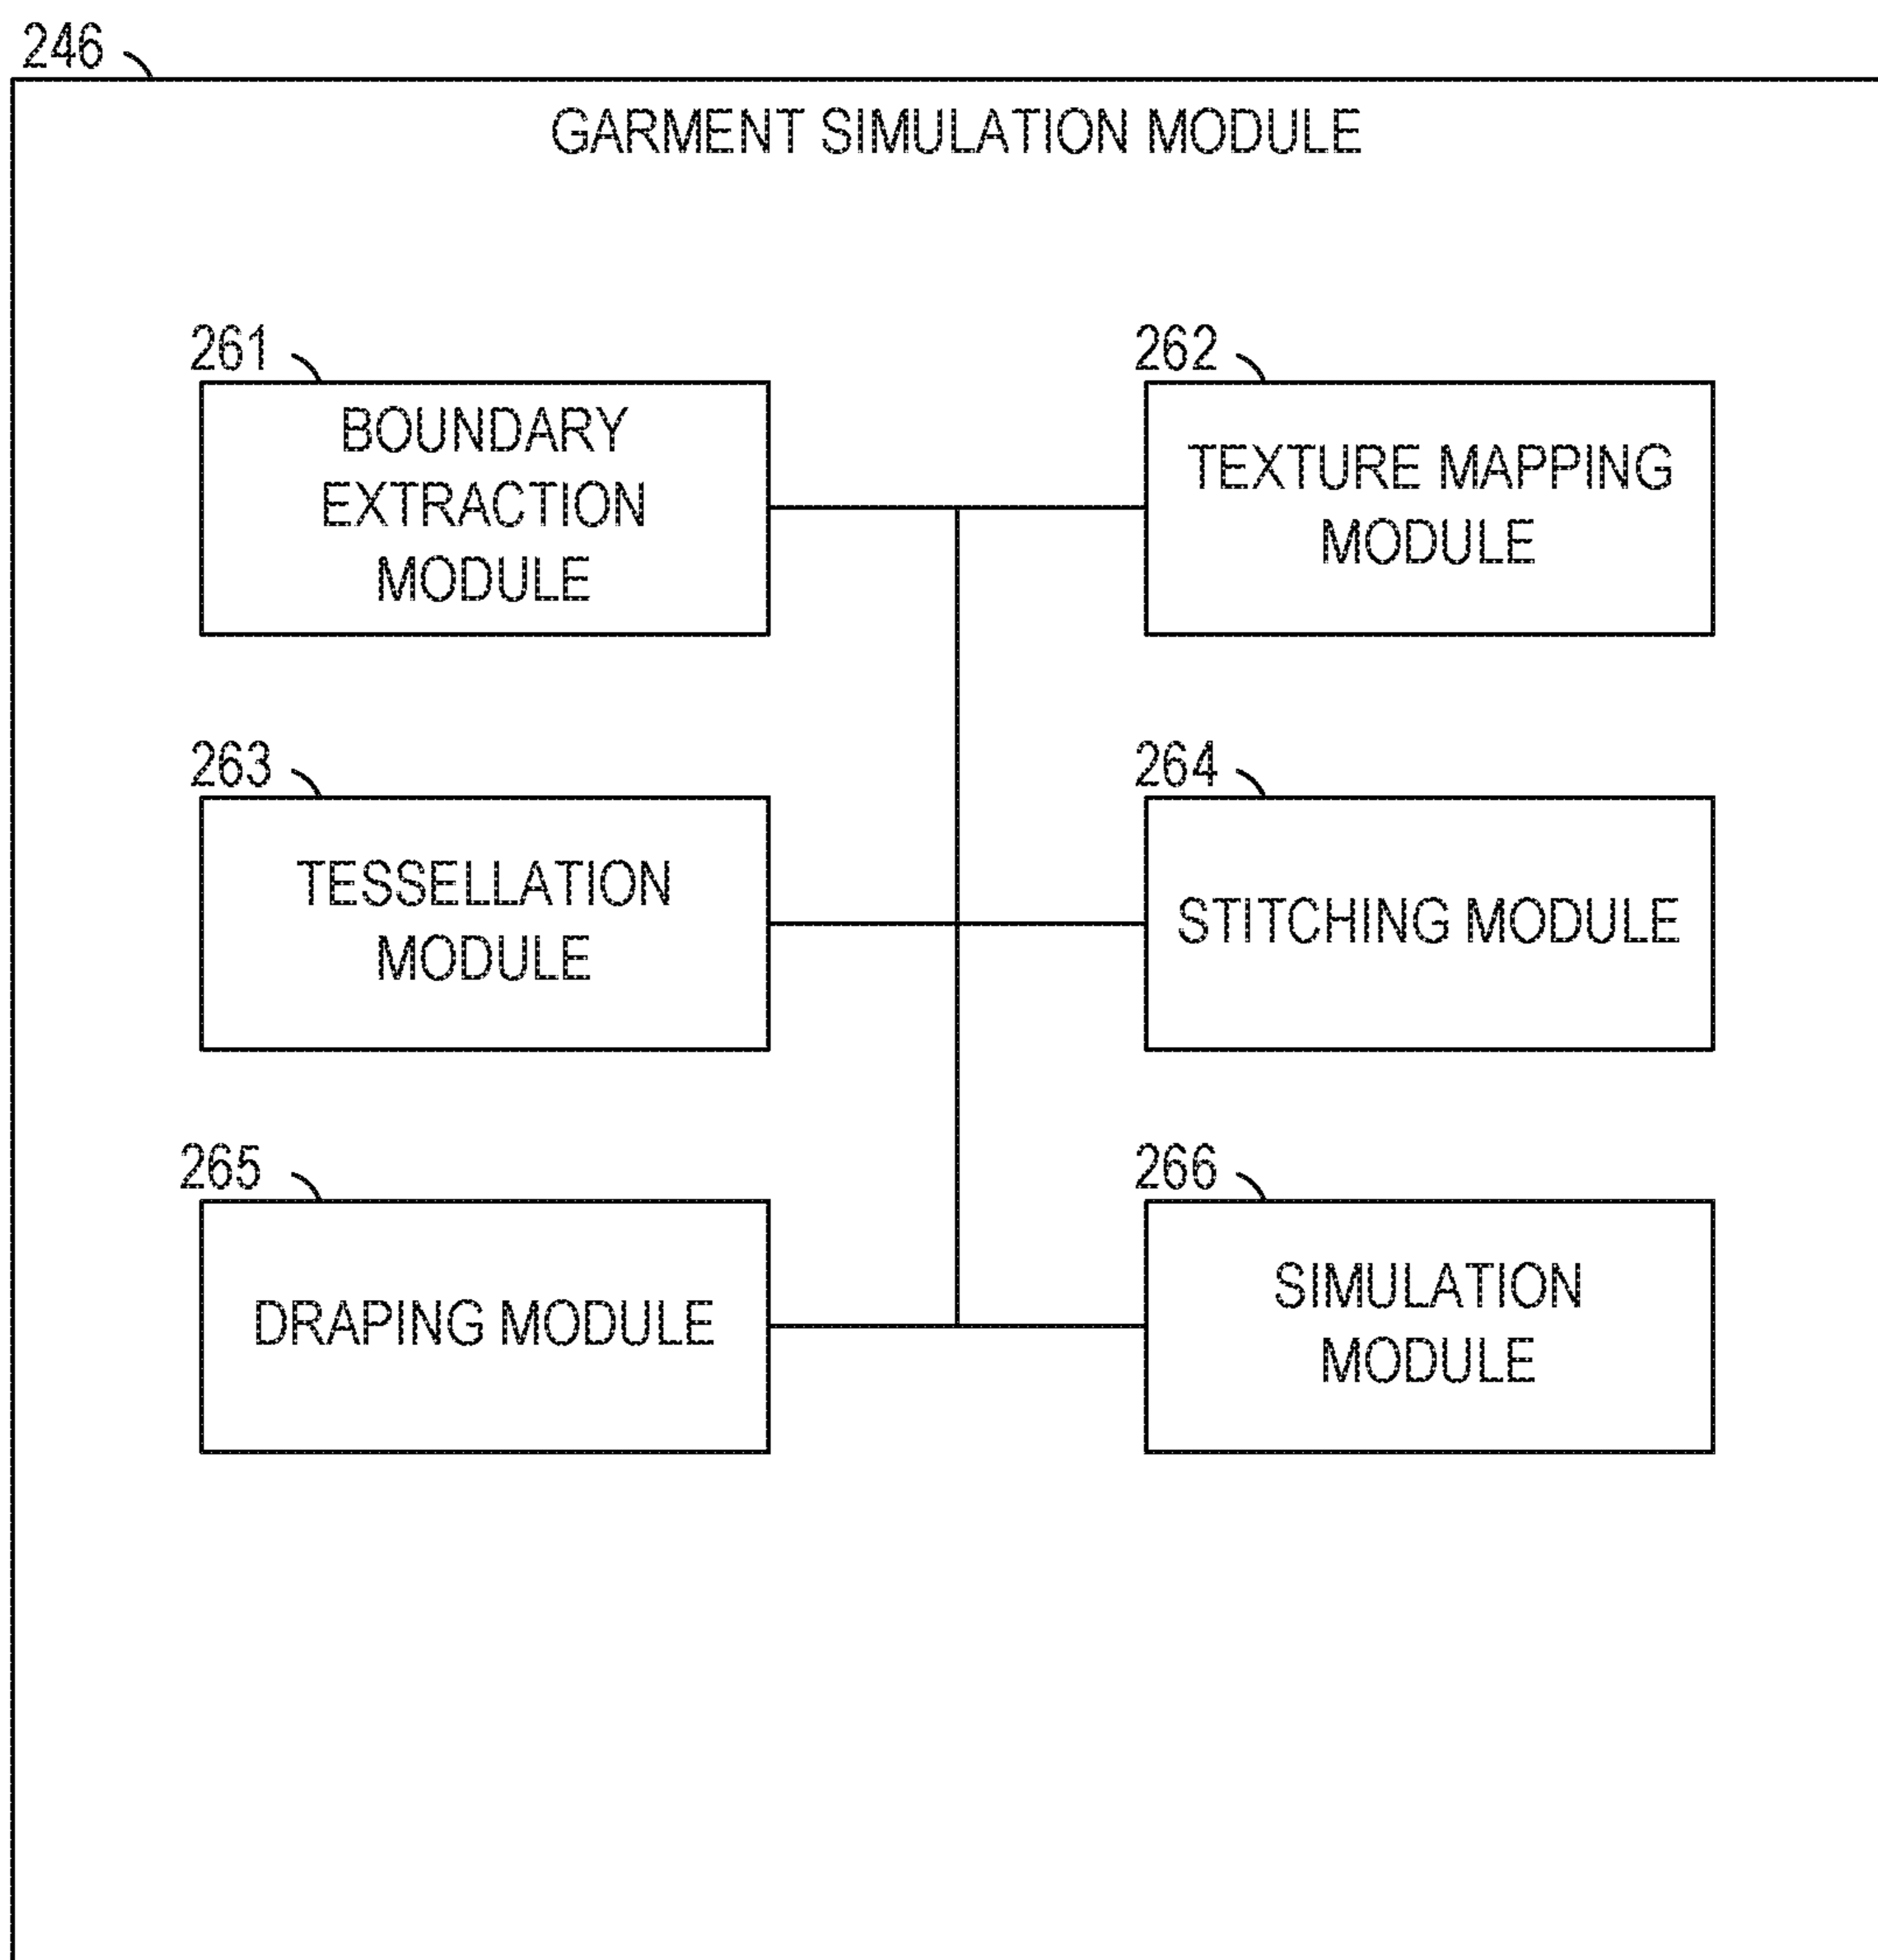 246
GARMENT SIMULATION MODULE
261
BOUNDARY
EXTRACTION
MODULE
262
TEXTURE MAPPING
MODULE
263
TESSELLATION
MODULE
264
STITCHING MODULE
265
DRAPING MODULE
266
SIMULATION
MODULE